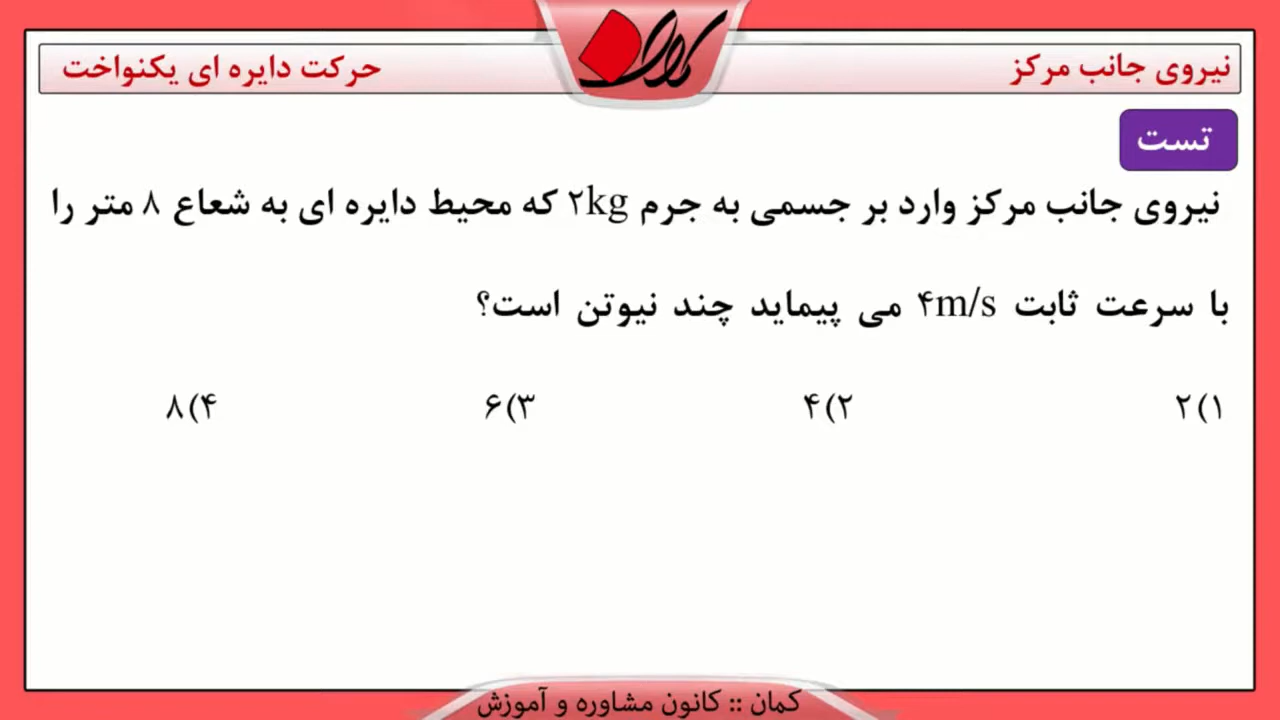 نیروی جانب مرکز
کمان
حرکت دایره ای یکنواخت
تست
نیروی جانب مرکز وارد بر جسمی به جرم ۲kg که محیط دایره ای به شعاع ۸ متر را
با سرعت ثابت ۴m/s می پیماید چند نیوتن است؟
۱)۲ ۲)۴ ۳)۶ ۴)۸
کمان :: کانون مشاوره و آموزش